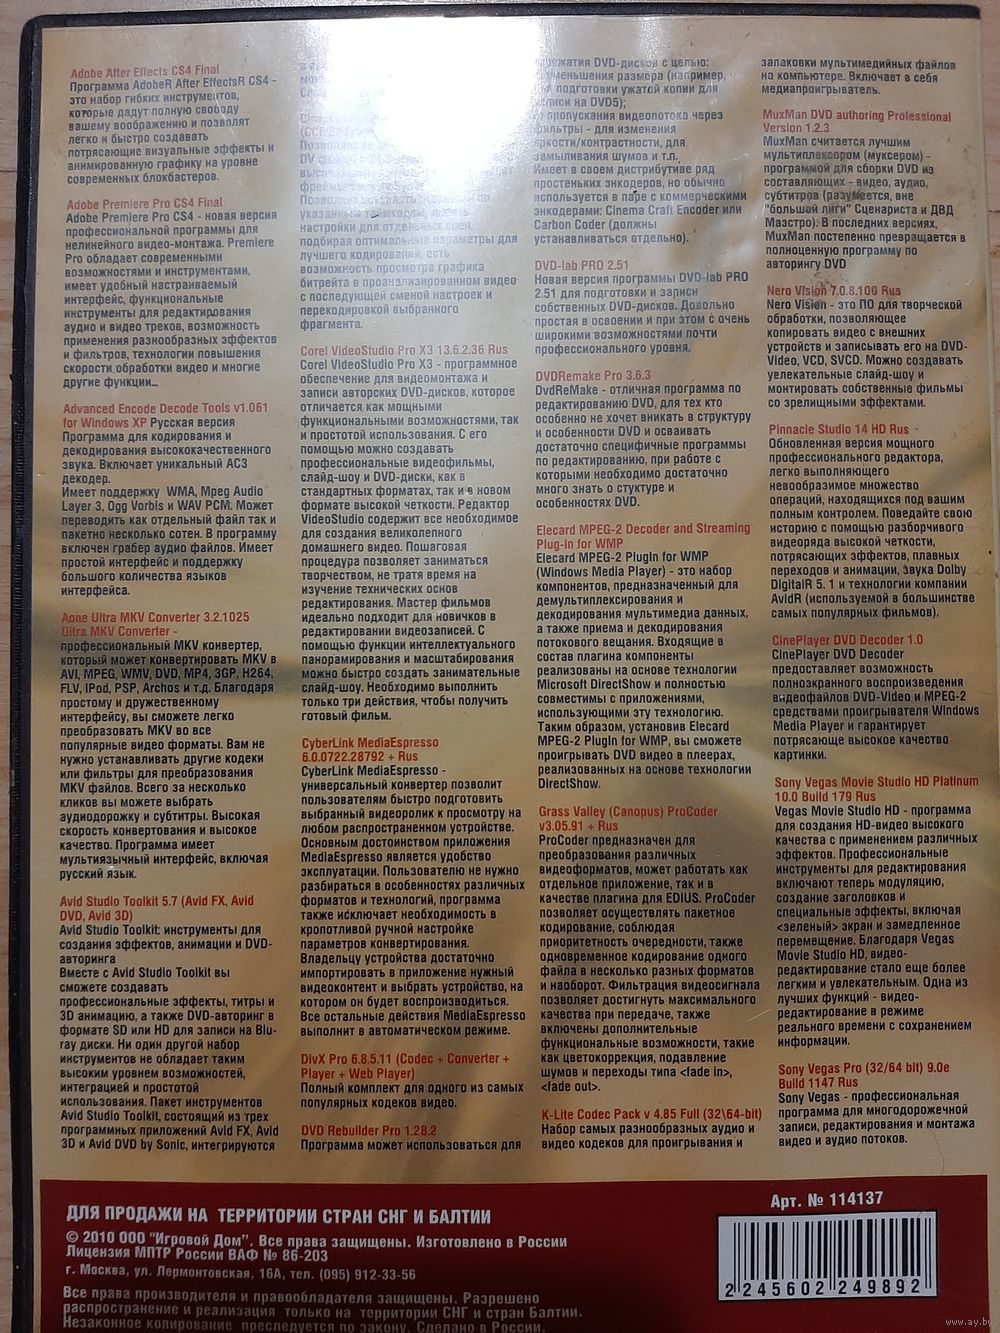 Adobe After Effects CS4 Final
Программа AdobeR After EffectsR CS4 -
это набор гибких инструментов,
которые дадут полную свободу
вашему воображению и позволят
легко и быстро создавать
потрясающие визуальные эффекты и
анимированную графику на уровне
современных блокбастеров.
Adobe Premiere Pro CS4 Final
Adobe Premiere Pro CS4 - новая версия
профессиональной программы для
нелинейного видео-монтажа. Premiere
Pro обладает современными
возможностями и инструментами,
имеет удобный настраиваемый
интерфейс, функциональные
инструменты для редактирования
аудио и видео треков, возможность
применения разнообразных эффектов
и фильтров, технологии повышения
скорости обработки видео и многие
другие функции...
Advanced Encode Decode Tools v1.061
for Windows XP Русская версия
Программа для кодирования и
декодирования высококачественного
звука. Включает уникальный AC3
декодер.
Имеет поддержку WMA, Mpeg Audio
Layer 3, Ogg Vorbis и WAV PCM. Может
переводить как отдельный файл так и
пакетно несколько сотен. В программу
включен грабер аудио файлов. Имеет
простой интерфейс и поддержку
большого количества языков
интерфейса.
Aone Ultra MKV Converter 3.2.1025
Ultra MKV Converter -
профессиональный MKV конвертер,
который может конвертировать MKV в
AVI, MPEG, WMV, DVD, MP4, 3GP, H264,
FLV, iPod, PSP, Archos и т.д. Благодаря
простому и дружественному
интерфейсу, вы сможете легко
преобразовать MKV во все
популярные видео форматы. Вам не
нужно устанавливать другие кодеки
или фильтры для преобразования
MKV файлов. Всего за несколько
кликов вы можете выбрать
аудиодорожку и субтитры. Высокая
скорость конвертования и высокое
качество. Программа имеет
мультиязычный интерфейс, включая
русский язык.
Avid Studio Toolkit 5.7 (Avid FX, Avid
DVD, Avid 3D)
Avid Studio Toolkit: инструменты для
создания эффектов, анимации и DVD-
авторинга
Вместе с Avid Studio Toolkit вы
сможете создавать
профессиональные эффекты, титры и
3D анимацию, а также DVD-авторинг в
формате SD или HD для записи на Blu-
ray диски. Ни один другой набор
инструментов не обладает таким
высоким уровнем возможностей,
интеграцией и простотой
использования. Пакет инструментов
Avid Studio Toolkit, состоящий из трех
программных приложений Avid FX, Avid
3D и Avid DVD by Sonic, интегрируются
указанным
настройки для отдельных сцен,
подбирая оптимальные параметры для
лучшего кодирования, есть
возможность просмотра графика
битрейта в проанализированном видео
с последующей сменой настроек и
перекодировкой выбранного
фрагмента.
Corel VideoStudio Pro X3 13.6.2.36 Rus
Corel VideoStudio Pro X3 - программное
обеспечение для видеомонтажа и
записи авторских DVD-дисков, которое
отличается как мощными
функциональными возможностями, так
и простотой использования. С его
помощью можно создавать
профессиональные видеофильмы,
слайд-шоу и DVD-диски, как в
стандартных форматах, так и в новом
формате высокой четкости. Редактор
VideoStudio содержит все необходимое
для создания великолепного
домашнего видео. Пошаговая
процедура позволяет заниматься
творчеством, не тратя время на
изучение технических основ
редактирования. Мастер фильмов
идеально подходит для новичков в
редактировании видеозаписей. С
помощью функции интеллектуального
панорамирования и масштабирования
можно быстро создать занимательные
слайд-шоу. Необходимо выполнить
только три действия, чтобы получить
готовый фильм.
CyberLink MediaEspresso
6.0.0722.28792 + Rus
CyberLink MediaEspresso -
универсальный конвертер позволит
пользователям быстро подготовить
выбранный видеоролик к просмотру на
любом распространенном устройстве.
Основным достоинством приложения
MediaEspresso является удобство
эксплуатации. Пользователю не нужно
разбираться в особенностях различных
форматов и технологий, программа
также исключает необходимость в
кропотливой ручной настройке
параметров конвертирования.
Владельцу устройства достаточно
импортировать в приложение нужный
видеоконтент и выбрать устройство, на
котором он будет воспроизводиться.
Все остальные действия MediaEspresso
выполнит в автоматическом режиме.
DivX Pro 6.8.5.11 (Codec + Converter +
Player + Web Player)
Полный комплект для одного из самых
популярных кодеков видео.
DVD Rebuilder Pro 1.28.2
Программа может использоваться для
DVD-дисков с целью:
уменьшения размера (например,
подготовки ужатой копии для
записи на DVD5);
пропускания видеопотока через
фильтры - для изменения
яркости/контрастности, для
замыливания шумов и т.п.
Имеет в своем дистрибутиве ряд
простеньких энкодеров, но обычно
используется в паре с коммерческими
энкодерами: Cinema Craft Encoder или
Carbon Coder (должны
устанавливаться отдельно).
DVD-lab PRO 2.51
Новая версия программы DVD-lab PRO
2.51 для подготовки и записи
собственных DVD-дисков. Довольно
простая в освоении и при этом с очень
широкими возможностями почти
профессионального уровня.
DVDRemake Pro 3.6.3
DvdReMake - отличная программа по
редактированию DVD, для тех кто
особенно не хочет вникать в структуру
и особенности DVD и осваивать
достаточно специфичные программы
по редактированию, при работе с
которыми необходимо достаточно
много знать о стуктуре и
особенностях DVD.
Elecard MPEG-2 Decoder and Streaming
Plug-in for WMP
Elecard MPEG-2 PlugIn for WMP
(Windows Media Player) - это набор
компонентов, предназначенный для
демультиплексирования и
декодирования мультимедиа данных,
а также приема и декодирования
потокового вещания. Входящие в
состав плагина компоненты
реализованы на основе технологии
Microsoft DirectShow и полностью
совместимы с приложениями,
использующими эту технологию.
Таким образом, установив Elecard
MPEG-2 PlugIn for WMP, вы сможете
проигрывать DVD видео в плеерах,
реализованных на основе технологии
DirectShow.
Grass Valley (Canopus) ProCoder
v3.05.91 + Rus
ProCoder предназначен для
преобразования различных
видеоформатов, может работать как
отдельное приложение, так и в
качестве плагина для EDIUS. ProCoder
позволяет осуществлять пакетное
кодирование, соблюдая
приоритетность очередности, также
одновременное кодирование одного
файла в несколько разных форматов
и наоборот. Фильтрация видеосигнала
позволяет достигнуть максимального
качества при передаче, также
включены дополнительные
функциональные возможности, такие
как цветокоррекция, подавление
шумов и переходы типа <fade in>,
<fade out>.
K-Lite Codec Pack v 4.85 Full (32\64-bit)
Набор самых разнообразных аудио и
видео кодеков для проигрывания и
запаковки мультимедийных файлов
на компьютере. Включает в себя
медиапроигрыватель.
MuxMan DVD authoring Professional
Version 1.2.3
MuxMan считается лучшим
мультиплексором (муксером) -
программой для сборки DVD из
составляющих - видео, аудио,
субтитров (разумеется, вне
"большой лиги" Сценариста и ДВД
Маэстро). В последних версиях,
MuxMan постепенно превращается в
полноценную программу по
авторингу DVD
Nero Vision 7.0.8.100 Rus
Nero Vision - это ПО для творческой
обработки, позволяющее
копировать видео с внешних
устройств и записывать его на DVD-
Video, VCD, SVCD. Можно создавать
увлекательные слайд-шоу и
монтировать собственные фильмы
со зрелищными эффектами.
Pinnacle Studio 14 HD Rus
Обновленная версия мощного
профессионального редактора,
легко выполняющего
невообразимое множество
операций, находящихся под вашим
полным контролем. Поведайте свою
историю с помощью разборчивого
видеоряда высокой четкости,
потрясающих эффектов, плавных
переходов и анимации, звука Dolby
DigitalR 5. 1 и технологии компании
AvidR (используемой в большинстве
самых популярных фильмов).
CinePlayer DVD Decoder 1.0
CinePlayer DVD Decoder
предоставляет возможность
полноэкранного воспроизведения
видеофайлов DVD-Video и MPEG-2
средствами проигрывателя Windows
Media Player и гарантирует
потрясающе высокое качество
картинки.
Sony Vegas Movie Studio HD Platinum
10.0 Build 179 Rus
Vegas Movie Studio HD - программа
для создания HD-видео высокого
качества с применением различных
эффектов. Профессиональные
инструменты для редактирования
включают теперь модуляцию,
создание заголовков и
специальные эффекты, включая
<зеленый> экран и замедленное
перемещение. Благодаря Vegas
Movie Studio HD, видео-
редактирование стало еще более
легким и увлекательным. Одна из
лучших функций - видео-
редактирование в режиме
реального времени с сохранением
информации.
Sony Vegas Pro (32/64 bit) 9.0e
Build 1147 Rus
Sony Vegas - профессиональная
программа для многодорожечной
записи, редактирования и монтажа
видео и аудио потоков.
ДЛЯ ПРОДАЖИ НА ТЕРРИТОРИИ СТРАН СНГ И БАЛТИИ
© 2010 ООО "Игровой Дом". Все права защищены. Изготовлено в России
Лицензия МПТР России ВАФ № 86-203
г. Москва, ул. Лермонтовская, 16А, тел. (095) 912-33-56
Все права производителя и правообладателя защищены. Разрешено
распространение и реализация только на территории СНГ и стран Балтии.
Незаконное копирование преследуется по закону. Сделано в России.
Арт. № 114137
2 245602 249892
www.ay.by